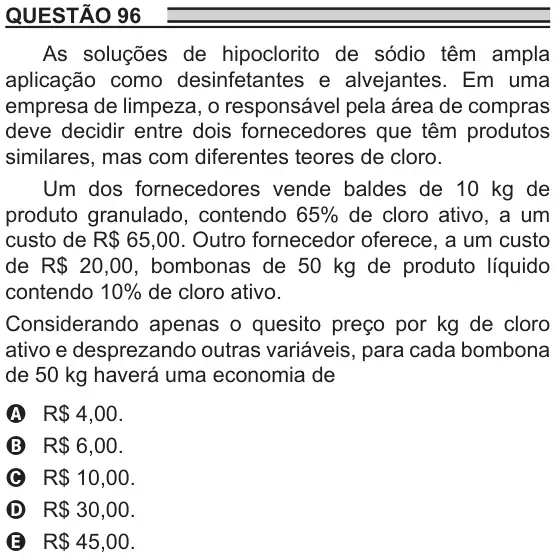 QUESTÃO 96
As soluções de hipoclorito de sódio têm ampla
aplicação como desinfetantes e alvejantes. Em uma
empresa de limpeza, o responsável pela área de compras
deve decidir entre dois fornecedores que têm produtos
similares, mas com diferentes teores de cloro.
Um dos fornecedores vende baldes de 10 kg de
produto granulado, contendo 65% de cloro ativo, a um
custo de R$ 65,00. Outro fornecedor oferece, a um custo
de R$ 20,00, bombonas de 50 kg de produto líquido
contendo 10% de cloro ativo.
Considerando apenas o quesito preço por kg de cloro
ativo e desprezando outras variáveis, para cada bombona
de 50 kg haverá uma economia de
A R$ 4,00.
B R$ 6,00.
C R$ 10,00.
D R$ 30,00.
E R$ 45,00.